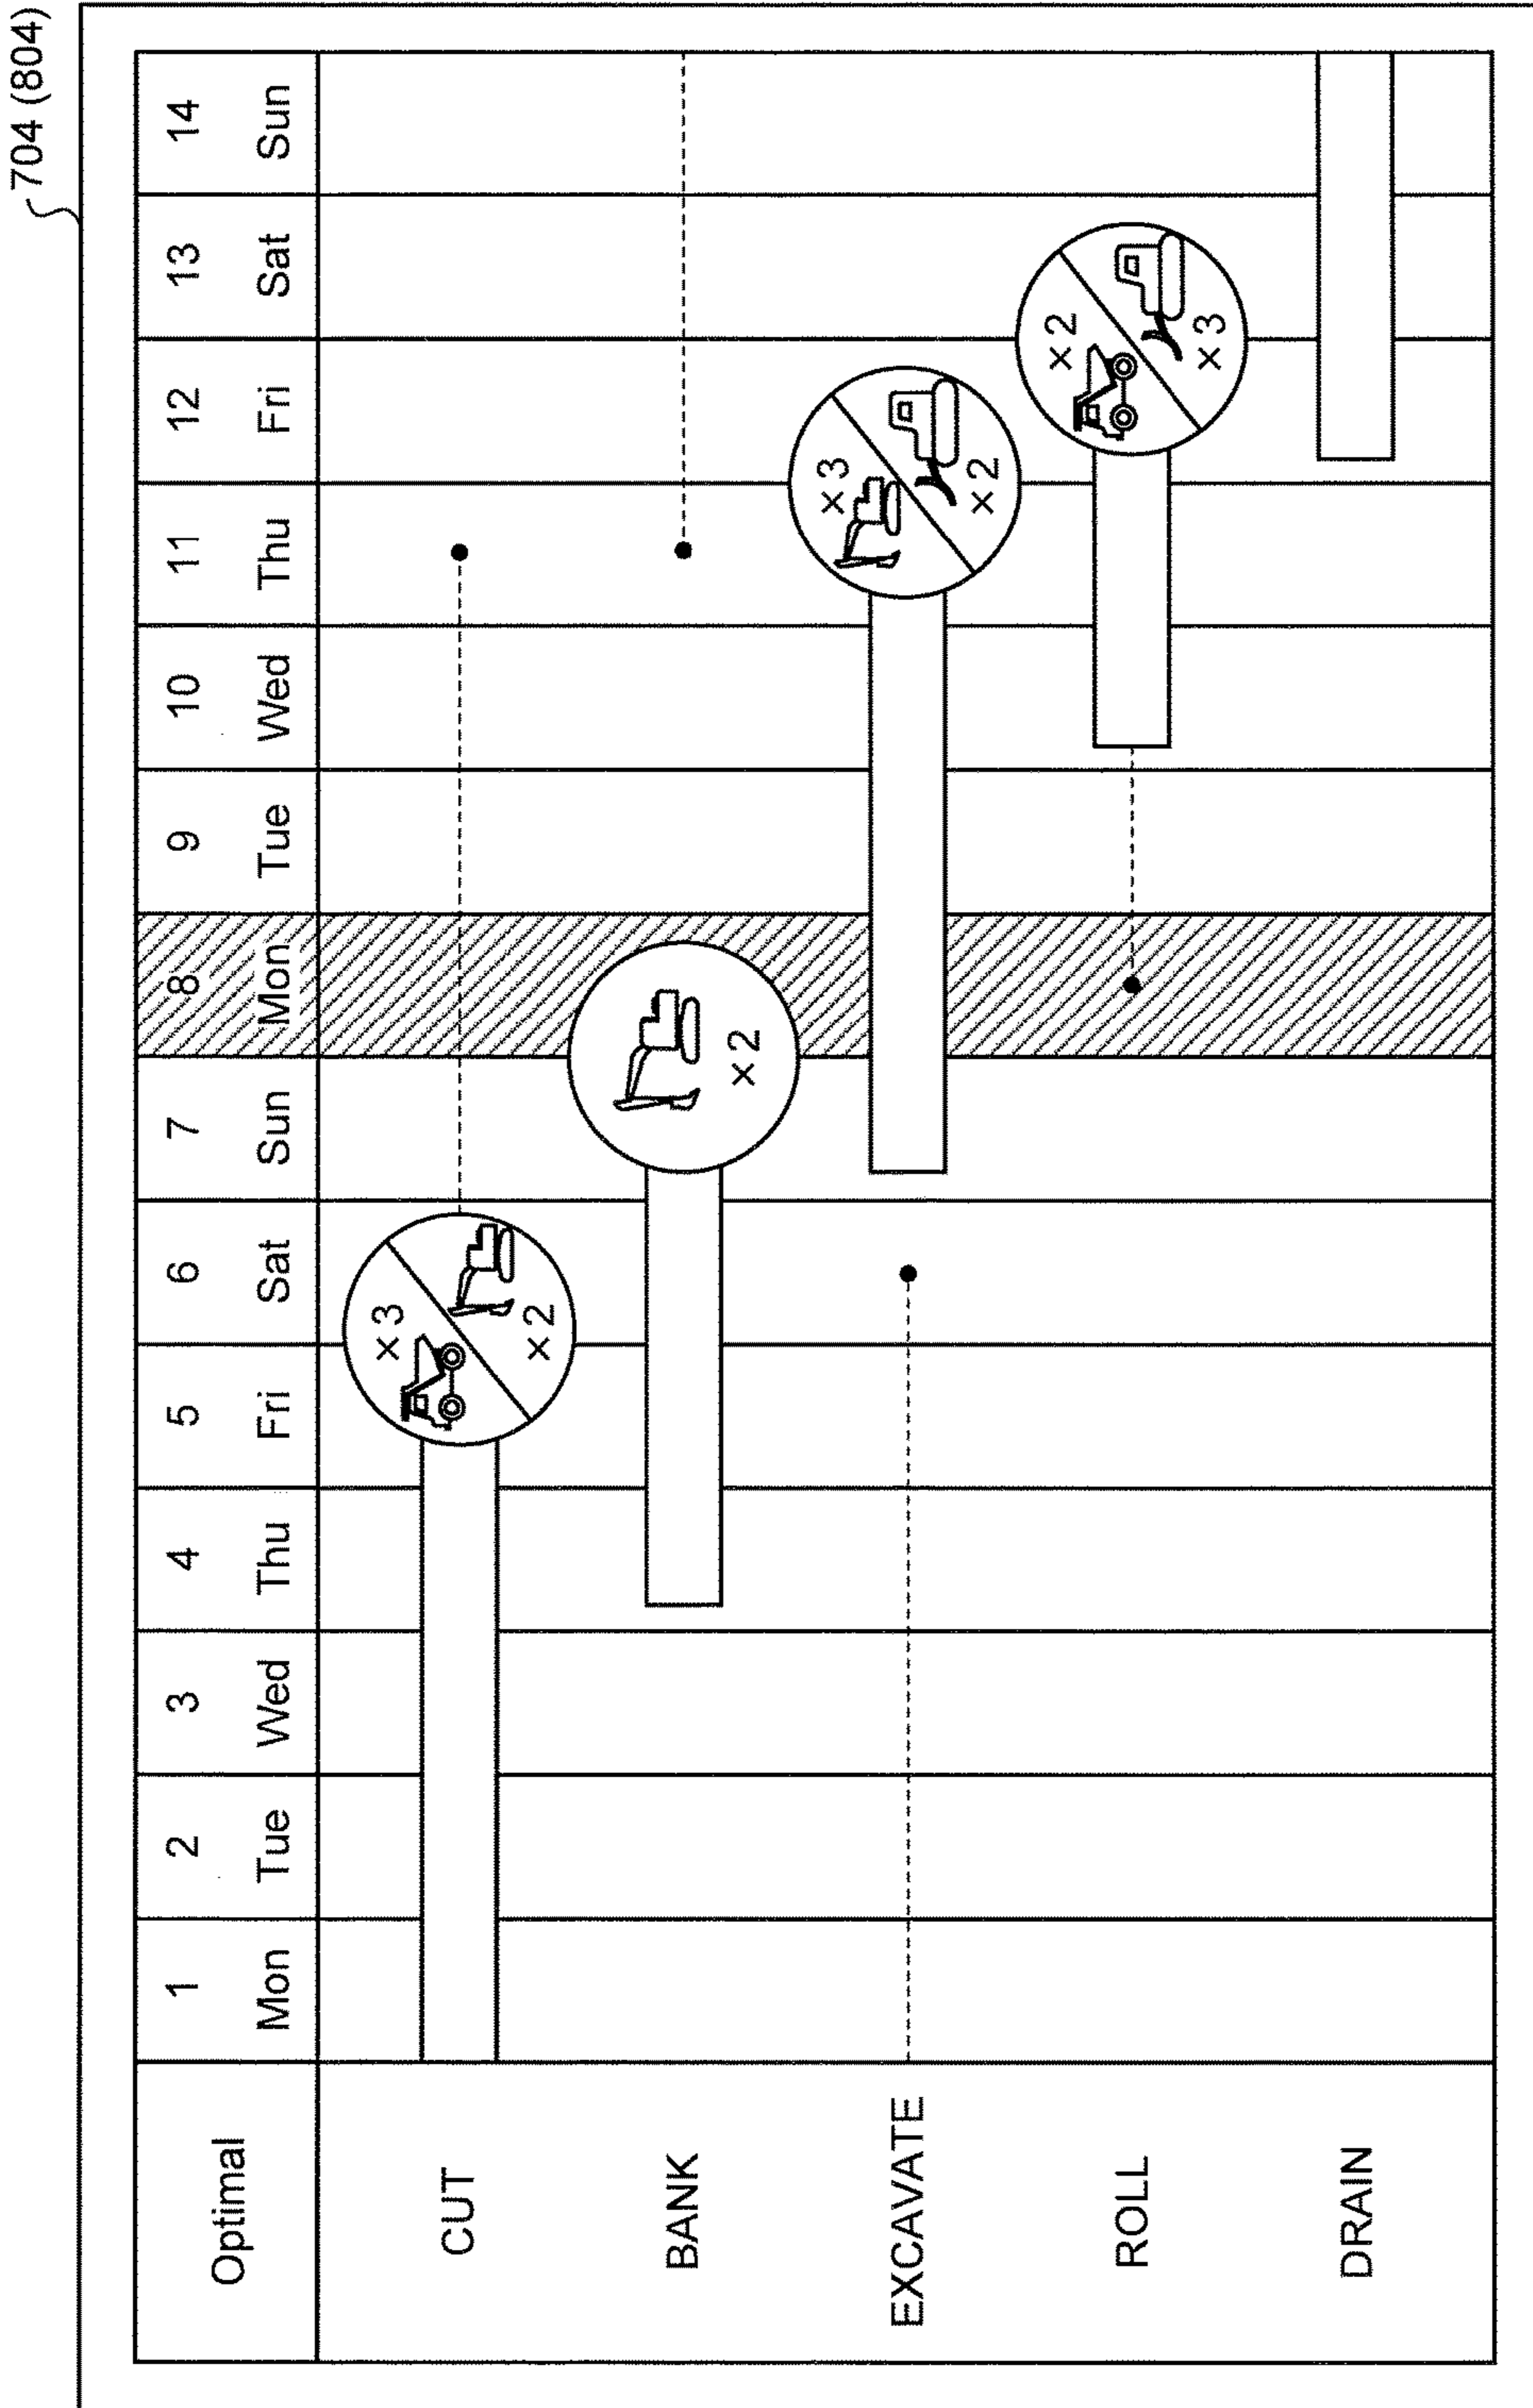 704 (804)
Optimal 1 2 3 4 5 6 7 8 9 10 11 12 13 14
Mon Tue Wed Thu Fri Sat Sun Mon Tue Wed Thu Fri Sat Sun
CUT ×3 ×2
BANK ×2
EXCAVATE ×3 ×2
ROLL ×2 ×3
DRAIN